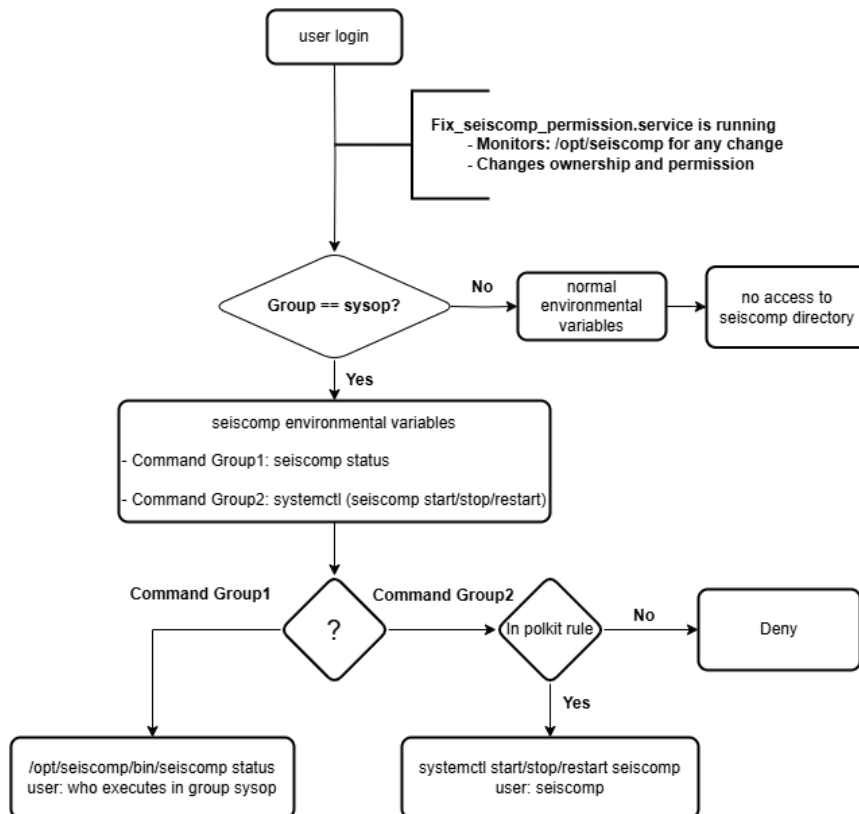 user login
Fix_seiscomp_permission.service is running
- Monitors: /opt/seiscomp for any change
- Changes ownership and permission
Group == sysop?
No
normal
environmental
variables
no access to
seiscomp directory
Yes
seiscomp environmental variables
- Command Group1: seiscomp status
- Command Group2: systemctl (seiscomp start/stop/restart)
Command Group1
?
Command Group2
In polkit rule
No
Deny
Yes
/opt/seiscomp/bin/seiscomp status
user: who executes in group sysop
systemctl start/stop/restart seiscomp
user: seiscomp